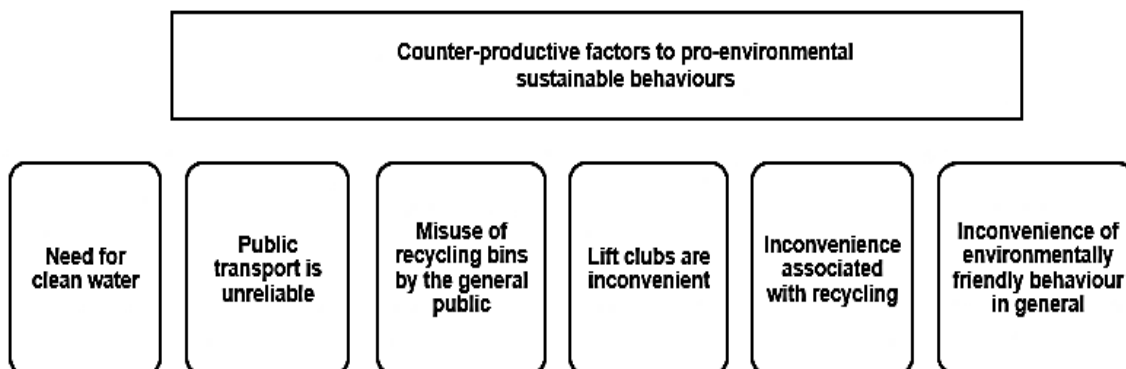 Counter-productive factors to pro-environmental
sustainable behaviours
Need for
clean water
Public
transport is
unreliable
Misuse of
recycling bins
by the general
public
Lift clubs are
inconvenient
Inconvenience
associated
with recycling
Inconvenience of
environmentally
friendly behaviour
in general